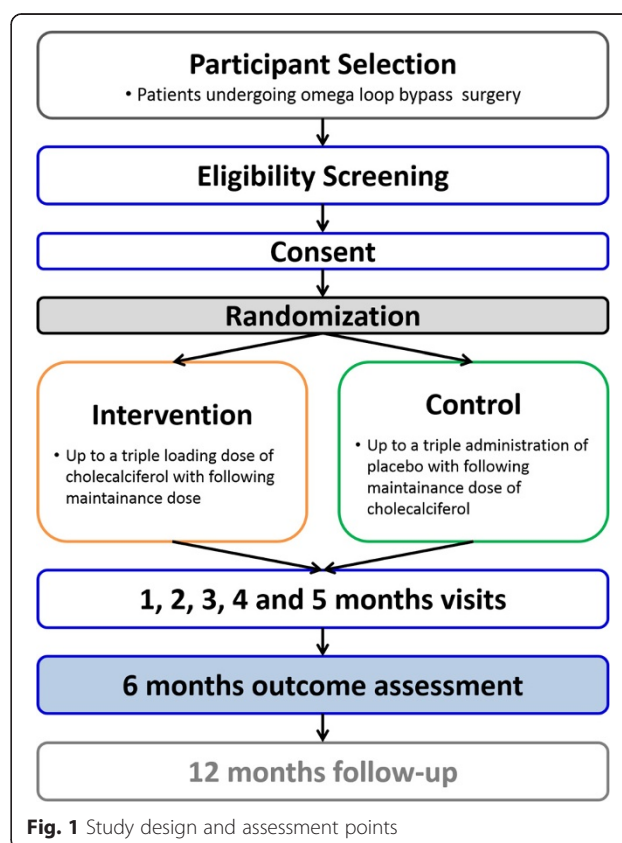 Participant Selection
• Patients undergoing omega loop bypass surgery
Eligibility Screening
Consent
Randomization
Intervention
• Up to a triple loading dose of
cholecalciferol with following
maintainance dose
Control
• Up to a triple administration of
placebo with following
maintainance dose of
cholecalciferol
1, 2, 3, 4 and 5 months visits
6 months outcome assessment
12 months follow-up
Fig. 1 Study design and assessment points